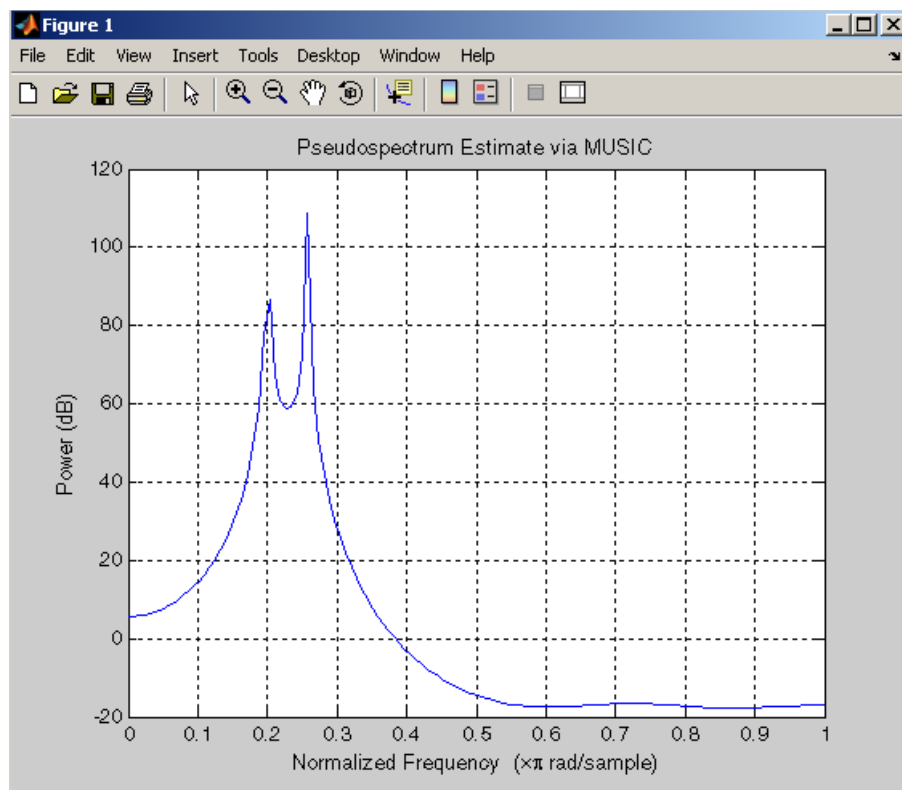 Figure 1
File Edit View Insert Tools Desktop Window Help
Pseudospectrum Estimate via MUSIC
120
100
80
60
40
20
0
-20
Power (dB)
0 0.1 0.2 0.3 0.4 0.5 0.6 0.7 0.8 0.9 1
Normalized Frequency (×π rad/sample)